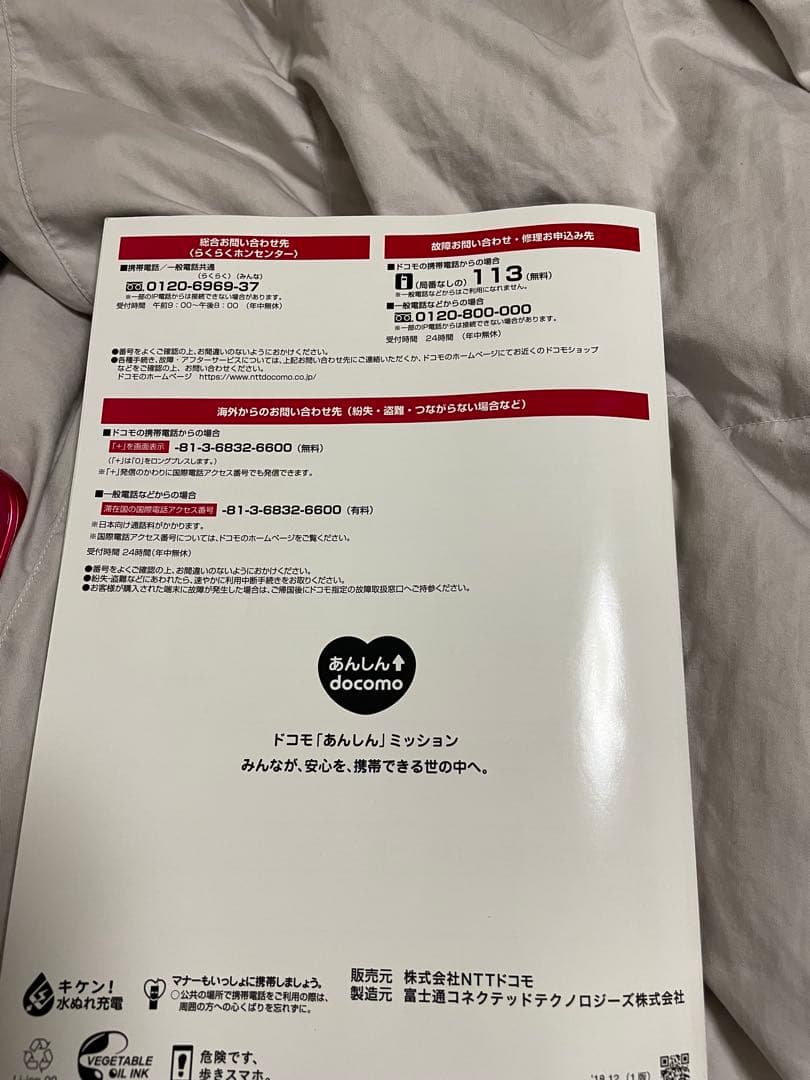 総合お問い合わせ先
〈らくらくホンセンター〉
■携帯電話／一般電話共通
(らくらく)(みんな)
0120-6969-37
※一部のIP電話からは接続できない場合があります。
受付時間 午前9：00～午後8：00 (年中無休)
故障お問い合わせ・修理お申込み先
■ドコモの携帯電話からの場合
(局番なしの) 113 (無料)
※一般電話などからはご利用になれません。
■一般電話などからの場合
0120-800-000
※一部のIP電話からは接続できない場合があります。
受付時間 24時間 (年中無休)
●番号をよくご確認の上、お間違いのないようにおかけください。
●各種手続き、故障・アフターサービスについては、上記お問い合わせ先にご連絡いただくか、ドコモのホームページにてお近くのドコモショップ
などをご確認の上、お問い合わせください。
ドコモのホームページ https://www.nttdocomo.co.jp/
海外からのお問い合わせ先（紛失・盗難・つながらない場合など）
■ドコモの携帯電話からの場合
「+」を画面表示 -81-3-6832-6600 (無料)
(「+」は「0」をロングプレスします。)
※「+」発信のかわりに国際電話アクセス番号でも発信できます。
■一般電話などからの場合
滞在国の国際電話アクセス番号 -81-3-6832-6600 (有料)
※日本向け通話料がかかります。
※国際電話アクセス番号については、ドコモのホームページをご覧ください。
受付時間 24時間(年中無休)
●番号をよくご確認の上、お間違いのないようにおかけください。
●紛失・盗難などにあわれたら、速やかに利用中断手続きをお取りください。
●お客様が購入された端末に故障が発生した場合は、ご帰国後にドコモ指定の故障取扱窓口へご持参ください。
あんしん
docomo
ドコモ「あんしん」ミッション
みんなが、安心を、携帯できる世の中へ。
キケン！
水ぬれ充電
マナーもいっしょに携帯しましょう。
○公共の場所で携帯電話をご利用の際は、
周囲の方への心くばりを忘れずに。
販売元 株式会社NTTドコモ
製造元 富士通コネクテッドテクノロジーズ株式会社
VEGETABLE
OIL INK
危険です、
歩きスマホ。
'18.12 (1版)
Li-ion 00